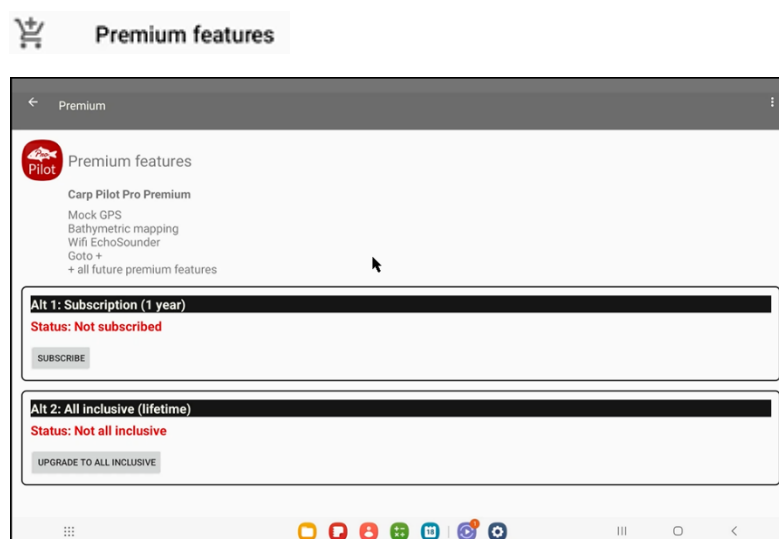 Premium features
Premium
Pilot
Premium features
Carp Pilot Pro Premium
Mock GPS
Bathymetric mapping
Wifi EchoSounder
Goto +
+ all future premium features
Alt 1: Subscription (1 year)
Status: Not subscribed
SUBSCRIBE
Alt 2: All inclusive (lifetime)
Status: Not all inclusive
UPGRADE TO ALL INCLUSIVE
18
1